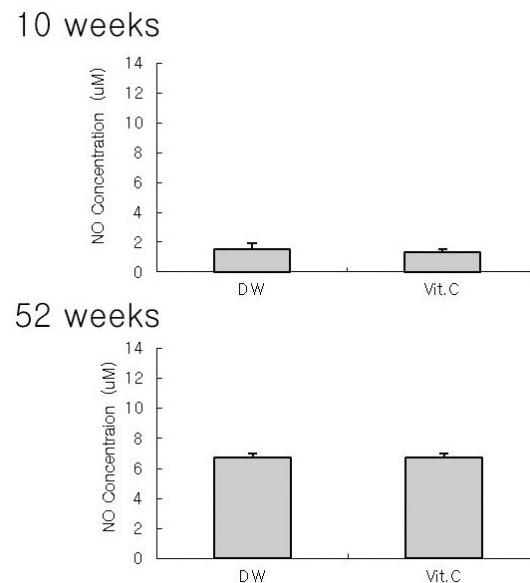 10 weeks
NO Concentration (uM)
14
12
10
8
6
4
2
0
DW
Vit.C
52 weeks
NO Concentraion (uM)
14
12
10
8
6
4
2
0
DW
Vit.C